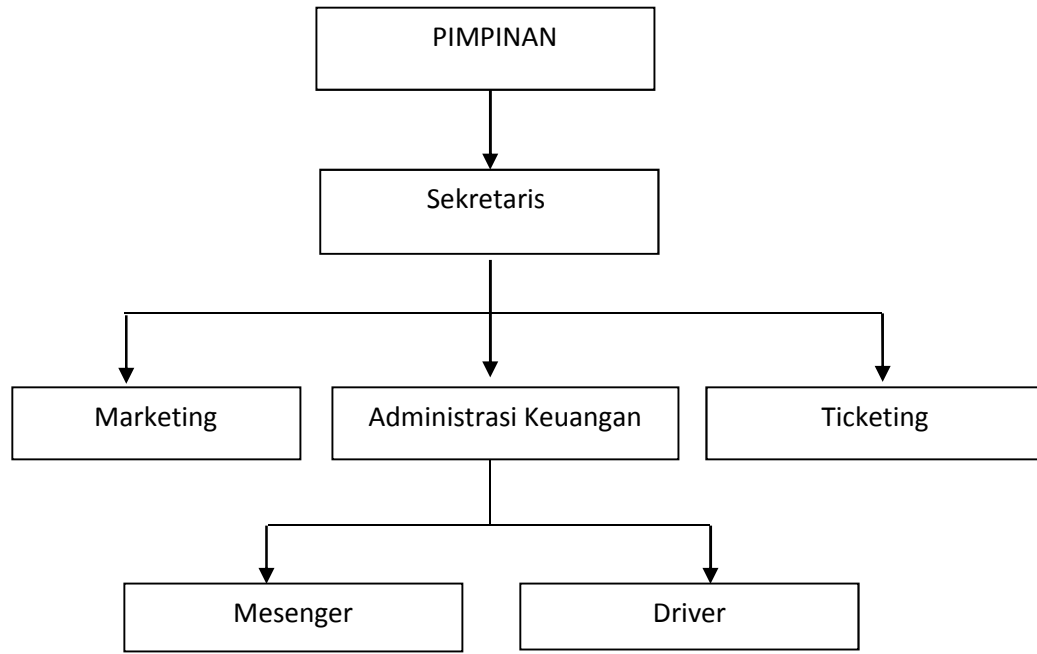 PIMPINAN
Sekretaris
Marketing
Administrasi Keuangan
Ticketing
Mesenger
Driver